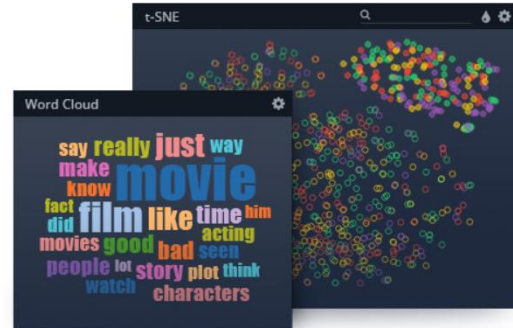 t-SNE
Word Cloud
say really just way
make movie
know
fact film like time him
did acting
movies good bad seen
people lot story plot think
watch characters